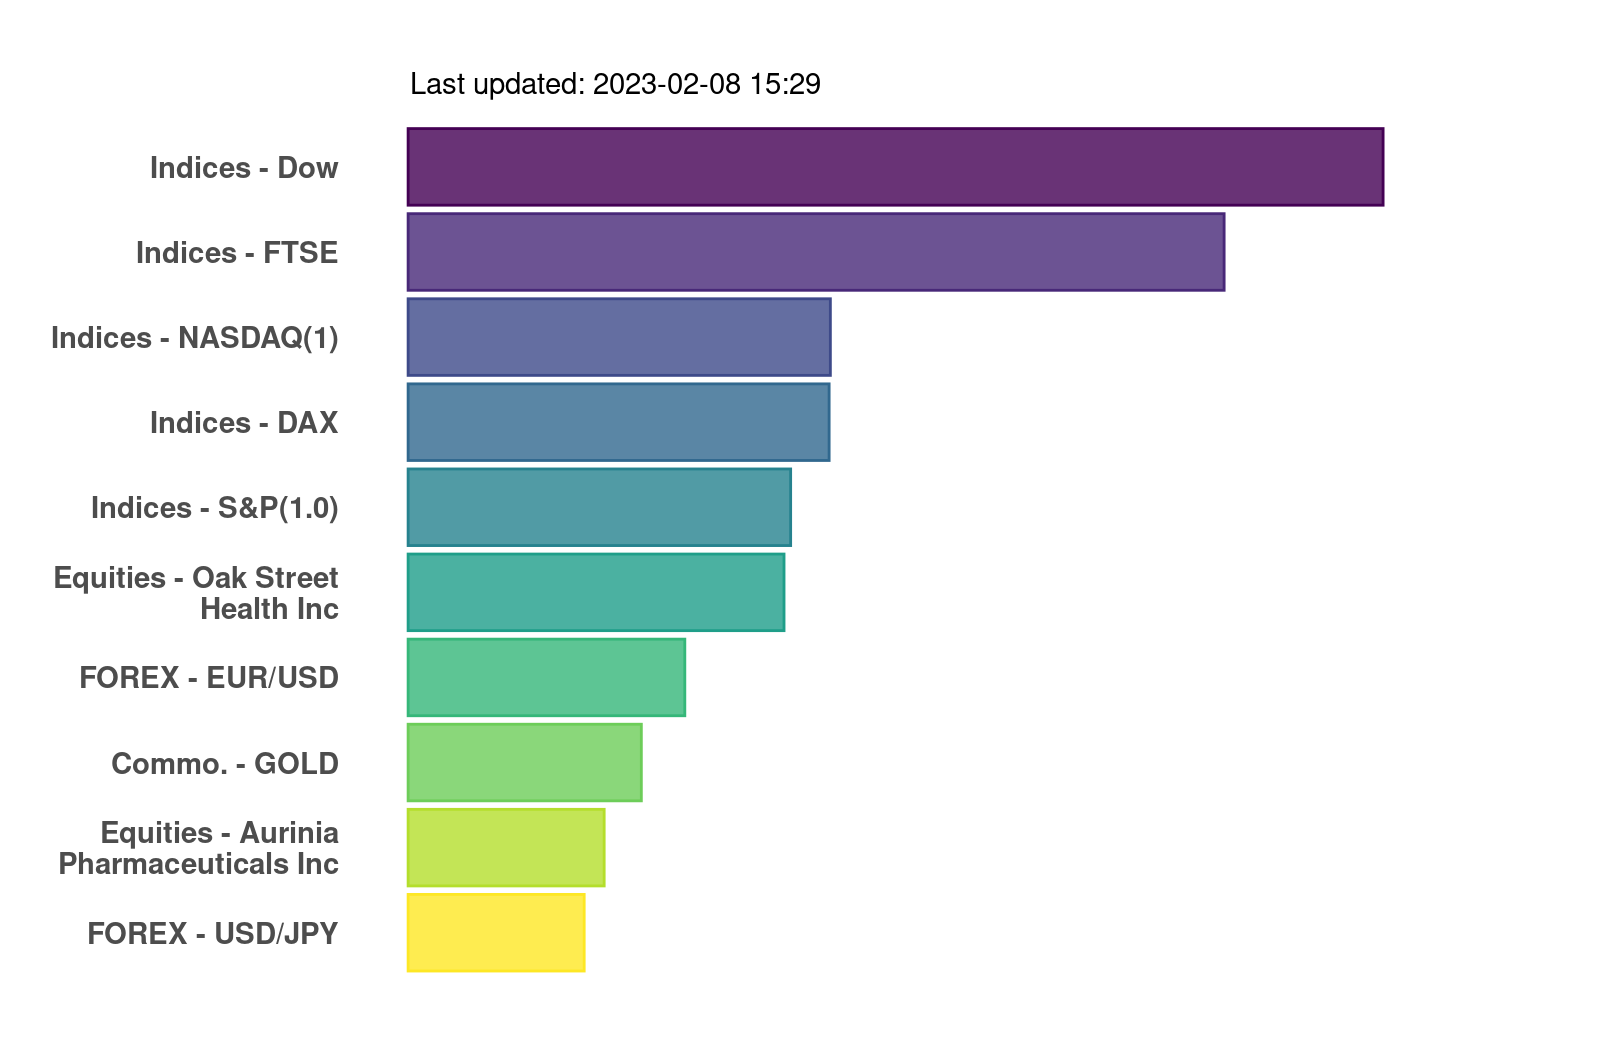 Last updated: 2023-02-08 15:29
Indices - Dow
Indices - FTSE
Indices - NASDAQ(1)
Indices - DAX
Indices - S&P(1.0)
Equities - Oak Street
Health Inc
FOREX - EUR/USD
Commo. - GOLD
Equities - Aurinia
Pharmaceuticals Inc
FOREX - USD/JPY